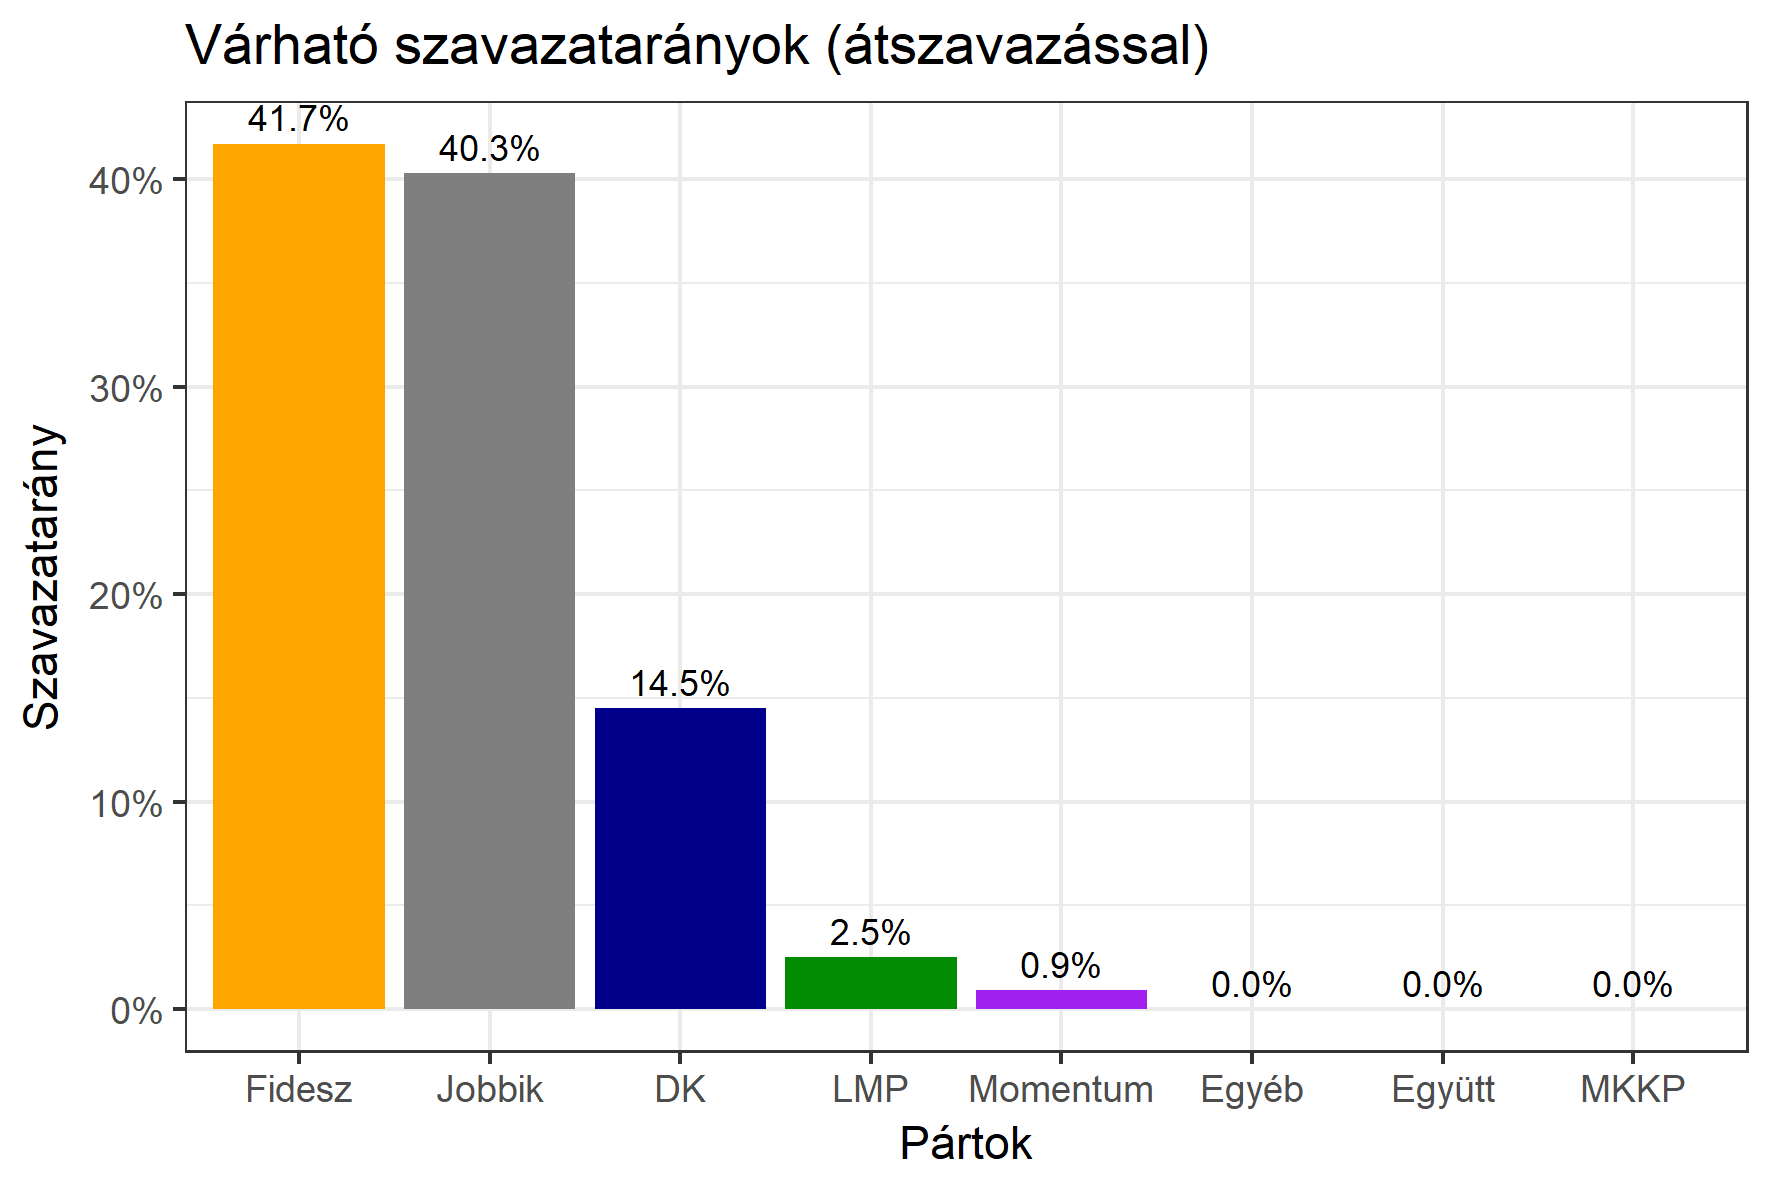 Várható szavazatarányok (átszavazással)
41.7%
40.3%
14.5%
2.5%
0.9%
0.0%
0.0%
0.0%
40%
30%
20%
10%
0%
Szavazatarány
Fidesz
Jobbik
DK
LMP
Momentum
Egyéb
Együtt
MKKP
Pártok